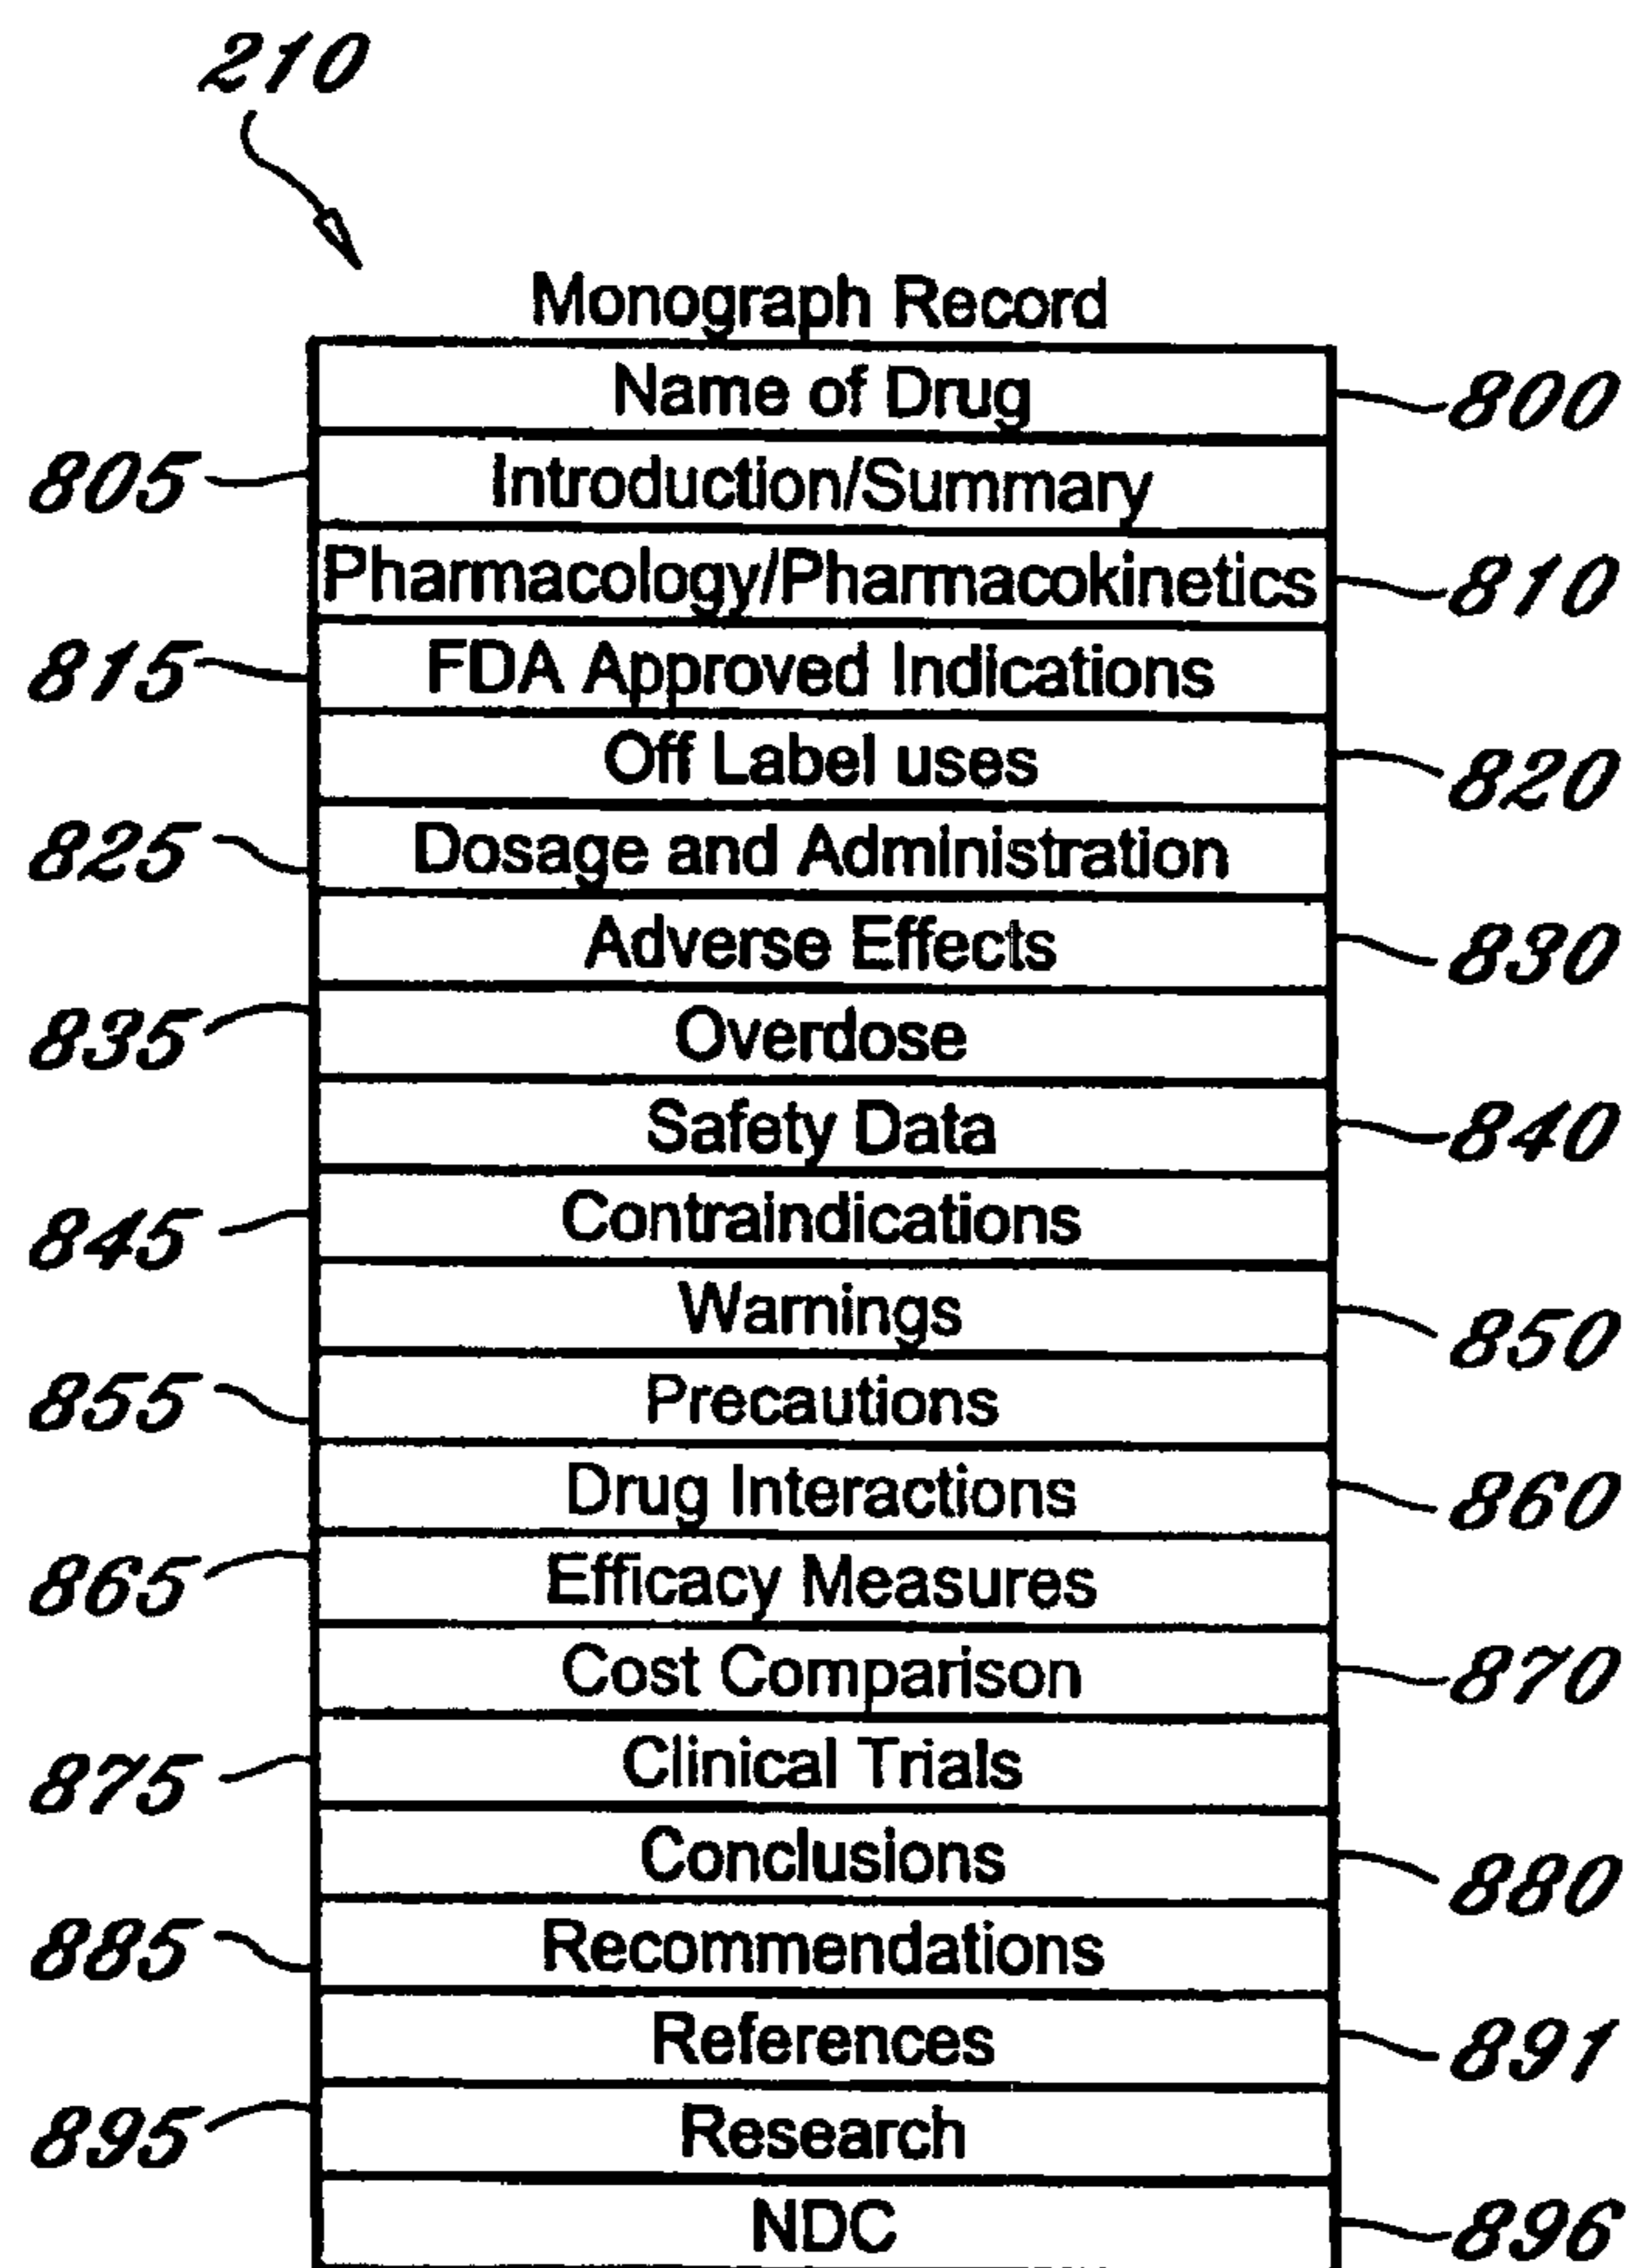 210
Monograph Record
Name of Drug 800
805 Introduction/Summary
Pharmacology/Pharmacokinetics 810
815 FDA Approved Indications
Off Label uses 820
825 Dosage and Administration
Adverse Effects 830
835 Overdose
Safety Data 840
845 Contraindications
Warnings 850
855 Precautions
Drug Interactions 860
865 Efficacy Measures
Cost Comparison 870
875 Clinical Trials
Conclusions 880
885 Recommendations
References 891
895 Research
NDC 896